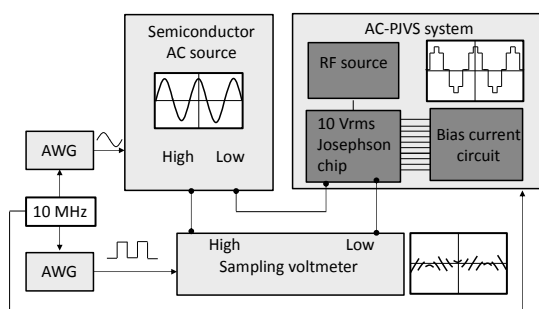 Semiconductor
AC source
High Low
AC-PJVS system
RF source
10 Vrms
Josephson
chip
Bias current
circuit
AWG
10 MHz
AWG
High Low
Sampling voltmeter